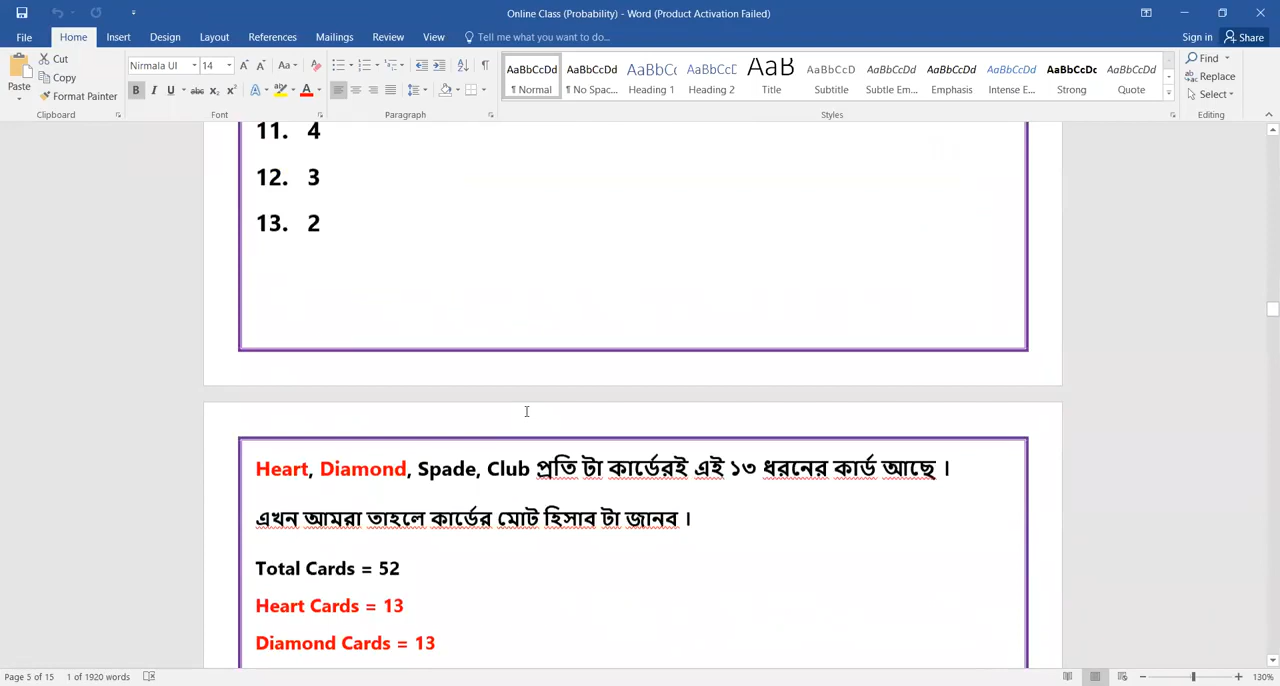 Online Class (Probability) - Word (Product Activation Failed)
File Home Insert Design Layout References Mailings Review View Tell me what you want to do... Sign in Share
Paste
Cut
Copy
Format Painter
Nirmala UI 14
Clipboard Font Paragraph Styles Editing
AaBbCcDd AaBbCcDd AaBbC( AaBbCcE AaB AaBbCcD AaBbCcDd AaBbCcDd AaBbCcDd AaBbCcDc AaBbCcDd
¶ Normal ¶ No Spac... Heading 1 Heading 2 Title Subtitle Subtle Em... Emphasis Intense E... Strong Quote
Find
Replace
Select
11. 4
12. 3
13. 2
Heart, Diamond, Spade, Club প্রতি টা কার্ডেরই এই ১৩ ধরনের কার্ড আছে ।
এখন আমরা তাহলে কার্ডের মোট হিসাব টা জানব ।
Total Cards = 52
Heart Cards = 13
Diamond Cards = 13
Page 5 of 15 1 of 1920 words 130%